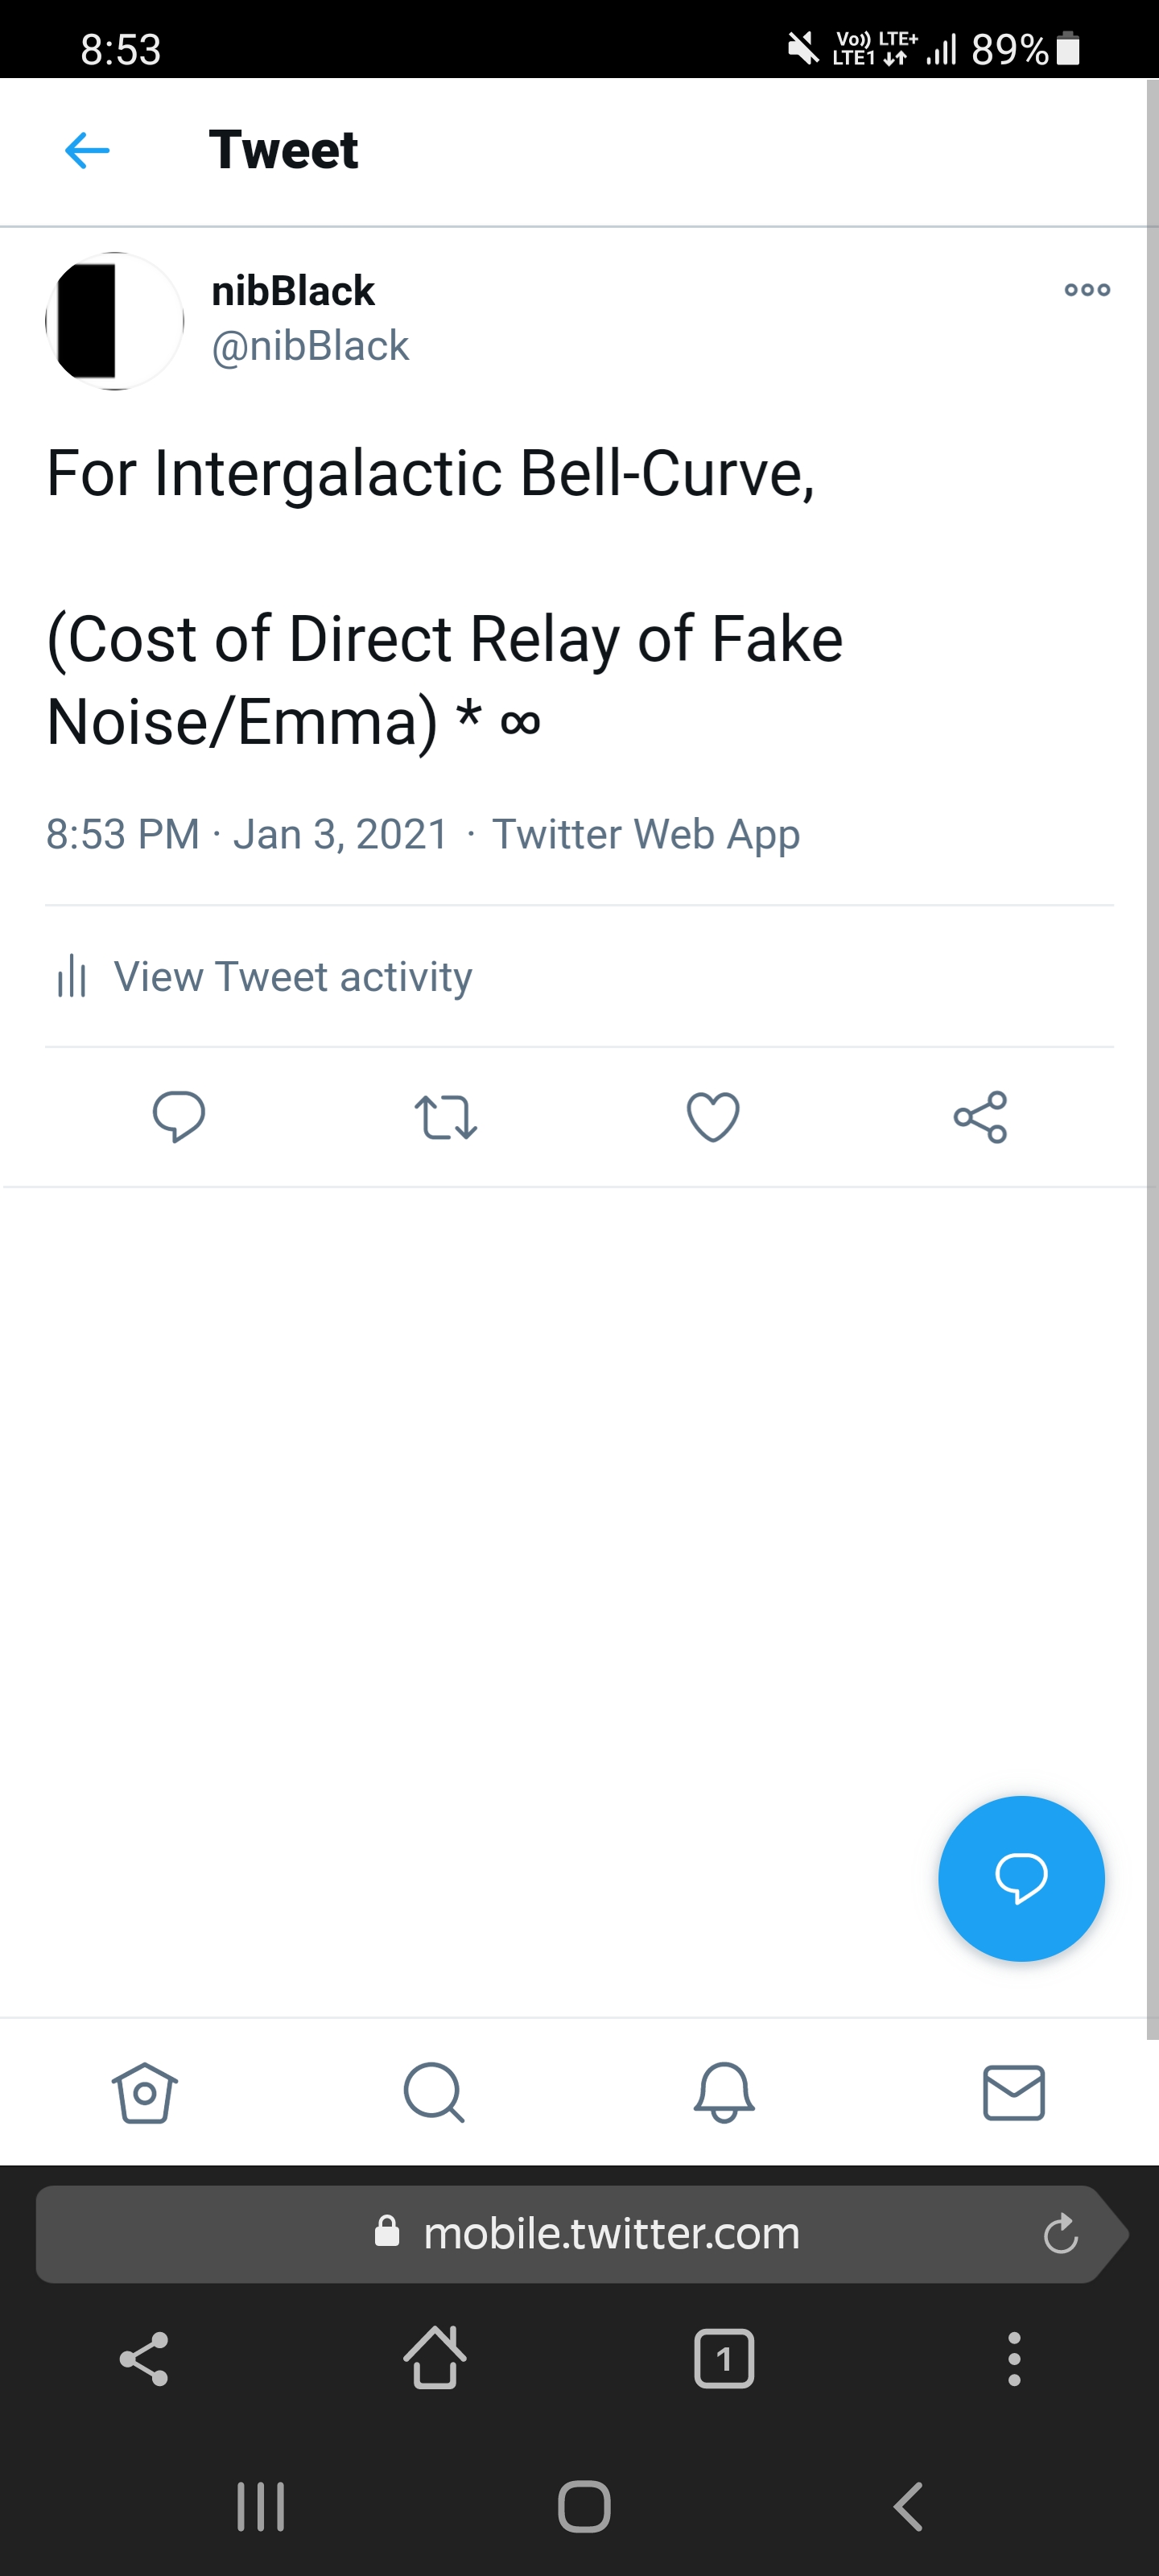 8:53 Vo)) LTE+ LTE1 89%
Tweet
nibBlack
@nibBlack
For Intergalactic Bell-Curve,
(Cost of Direct Relay of Fake
Noise/Emma) * ∞
8:53 PM · Jan 3, 2021 · Twitter Web App
View Tweet activity
mobile.twitter.com
1